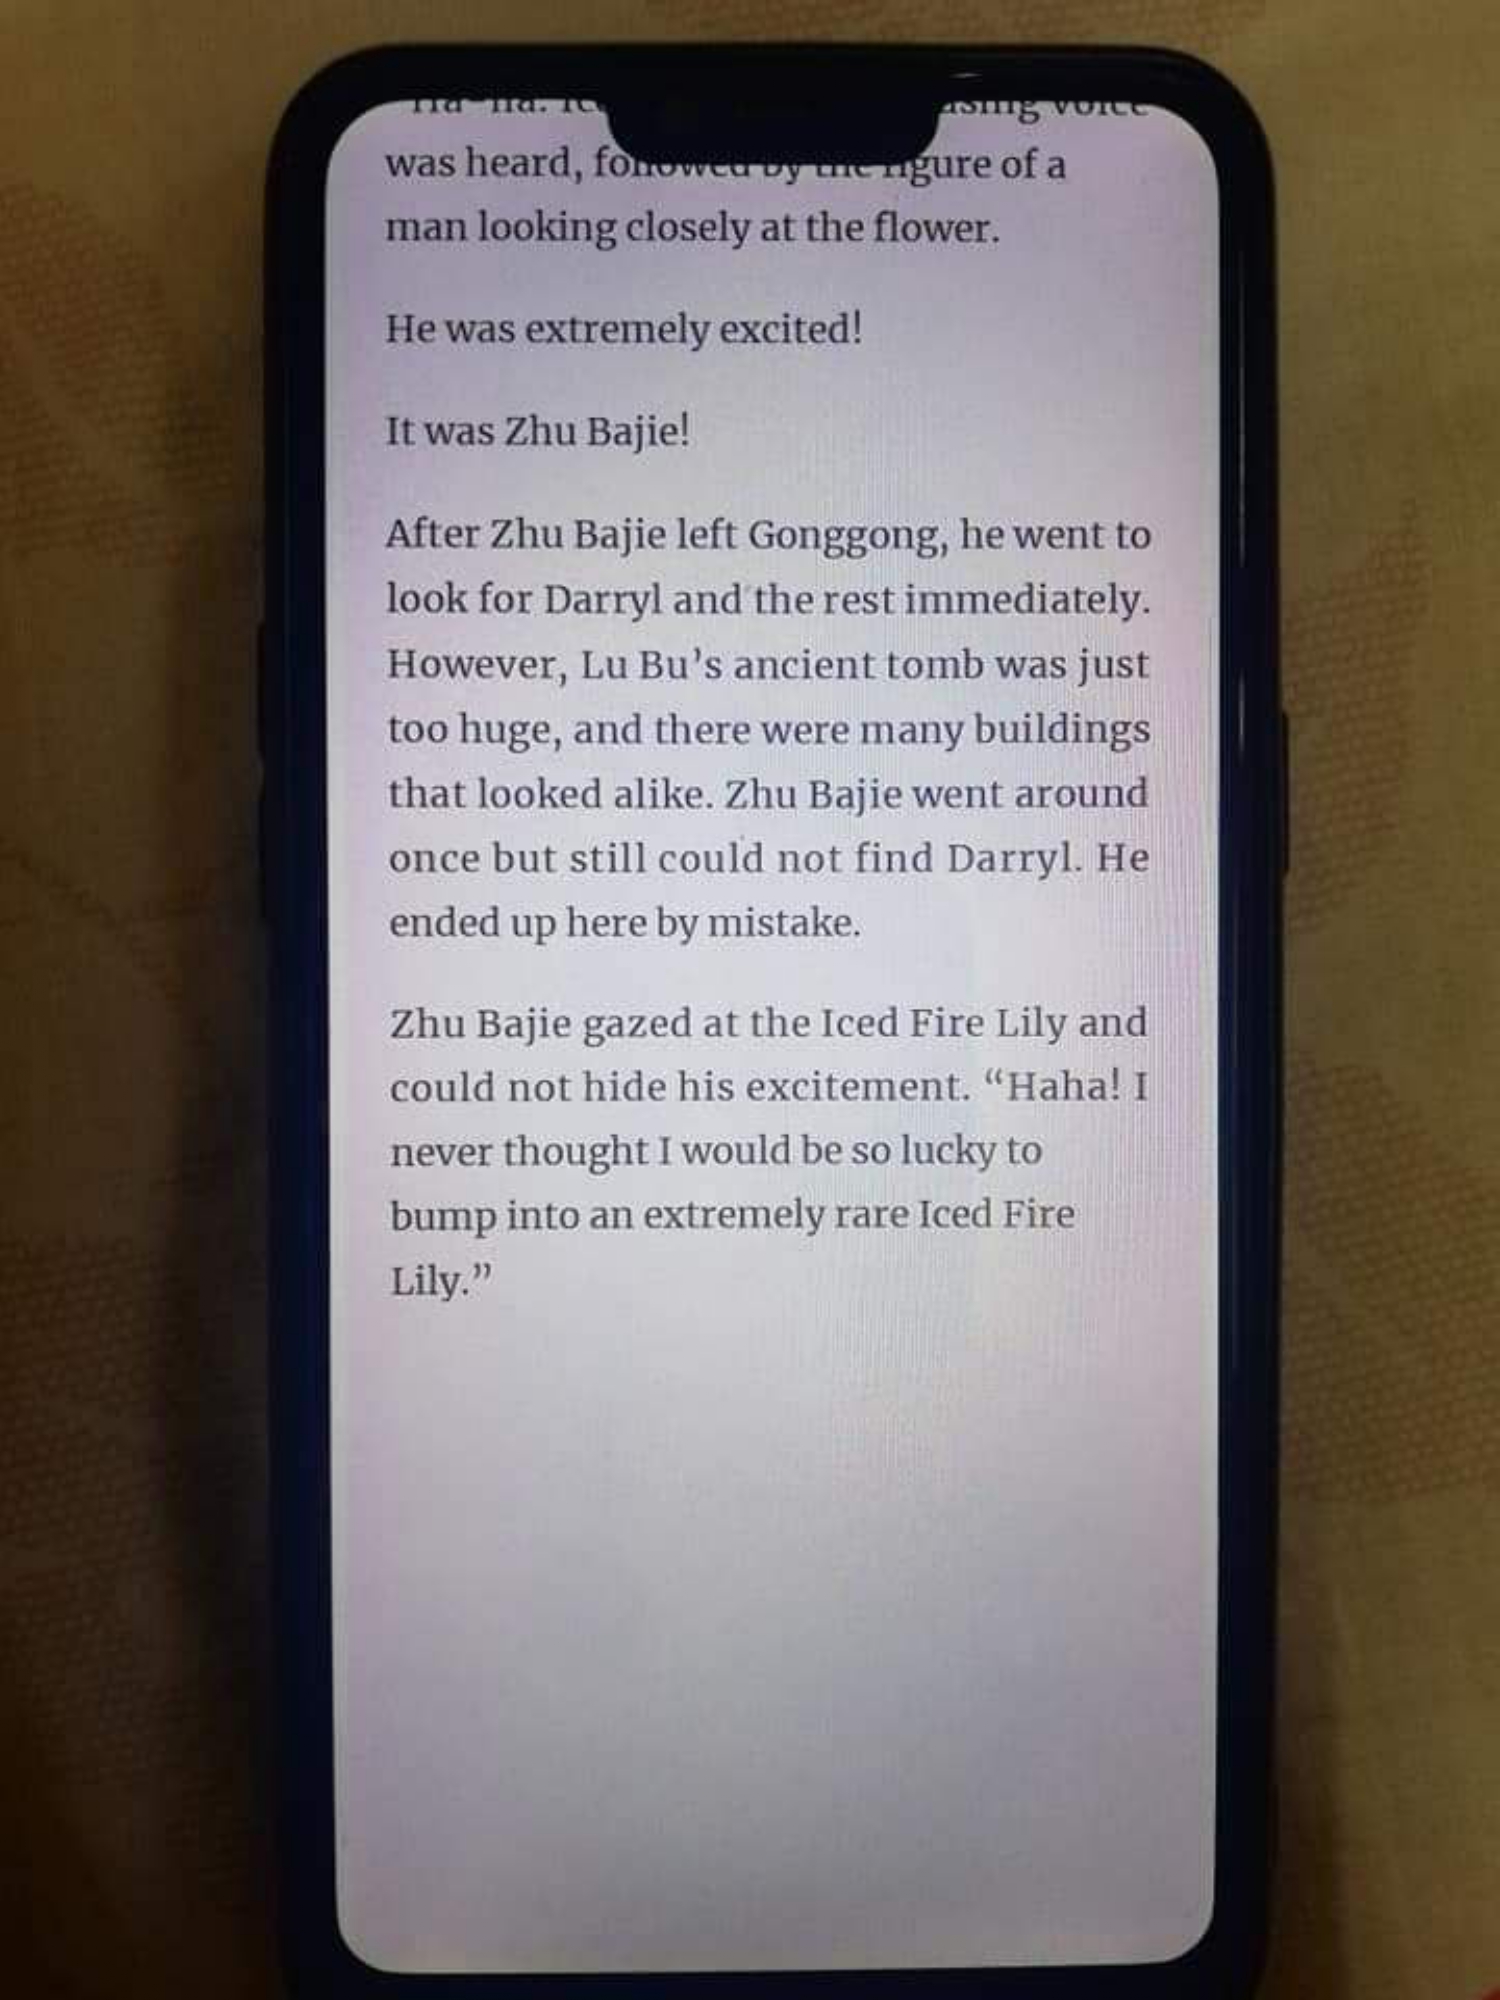 voice
was heard, followed by the figure of a
man looking closely at the flower.
He was extremely excited!
It was Zhu Bajie!
After Zhu Bajie left Gonggong, he went to
look for Darryl and the rest immediately.
However, Lu Bu’s ancient tomb was just
too huge, and there were many buildings
that looked alike. Zhu Bajie went around
once but still could not find Darryl. He
ended up here by mistake.
Zhu Bajie gazed at the Iced Fire Lily and
could not hide his excitement. “Haha! I
never thought I would be so lucky to
bump into an extremely rare Iced Fire
Lily.”